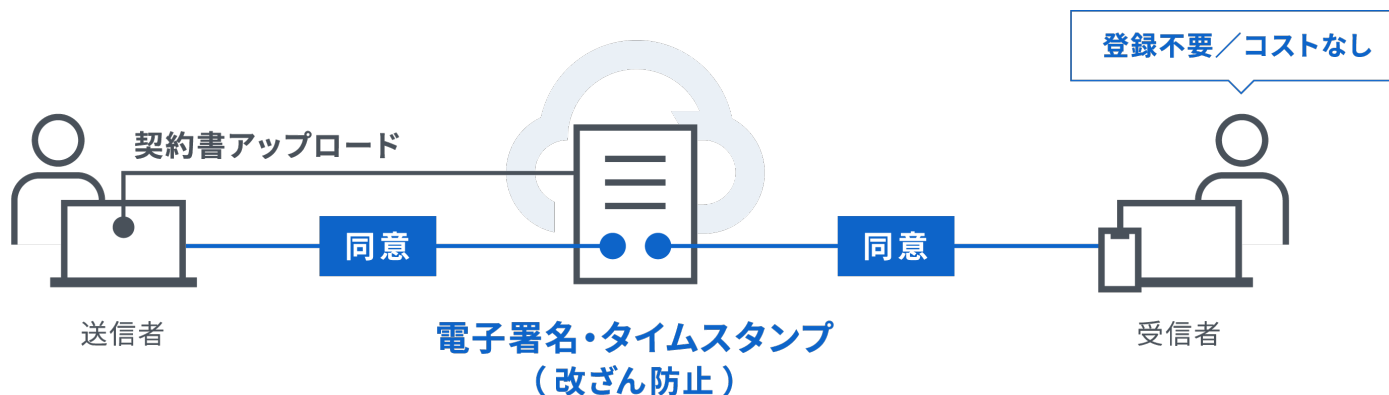 登録不要／コストなし
契約書アップロード
同意
同意
送信者
電子署名・タイムスタンプ
（改ざん防止）
受信者